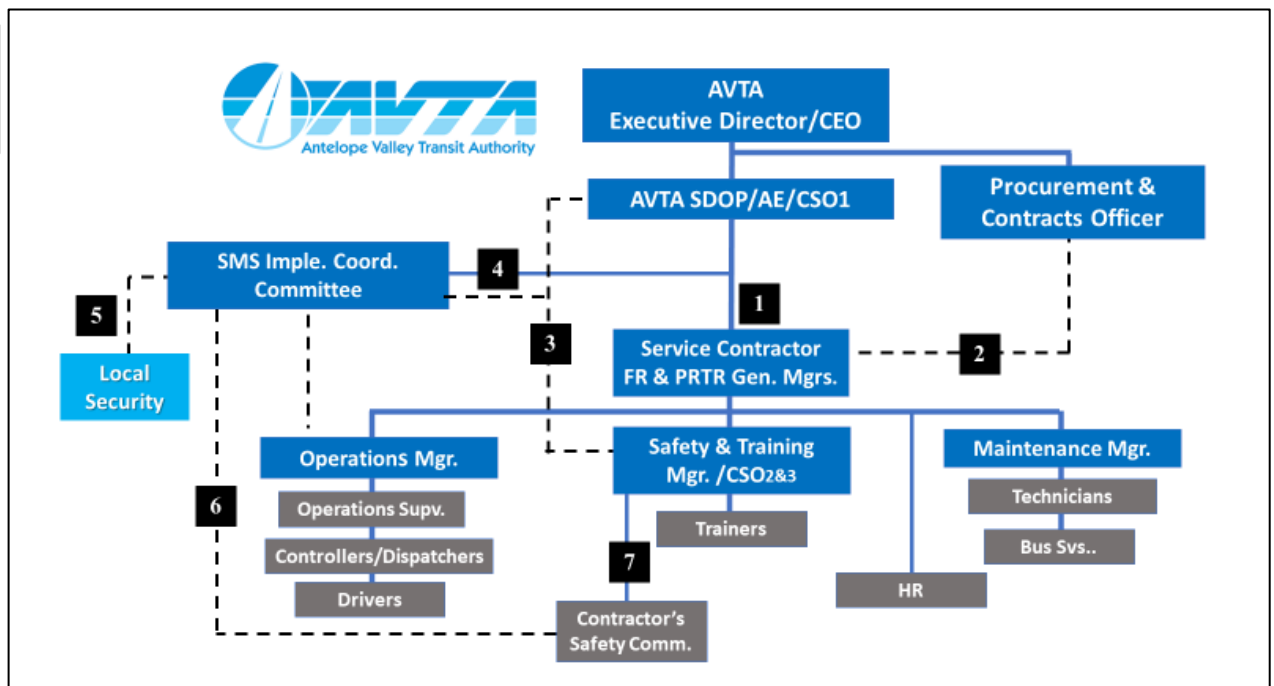 AVTA
Antelope Valley Transit Authority
AVTA
Executive Director/CEO
AVTA SDOP/AE/CSO1
Procurement &
Contracts Officer
SMS Imple. Coord.
Committee
4
5
1
3
2
Local
Security
Service Contractor
FR & PRTR Gen. Mgrs.
Operations Mgr.
Safety & Training
Mgr. /CSO2&3
Maintenance Mgr.
6
Operations Supv.
Trainers
Technicians
Controllers/Dispatchers
7
Bus Svs..
Drivers
HR
Contractor's
Safety Comm.